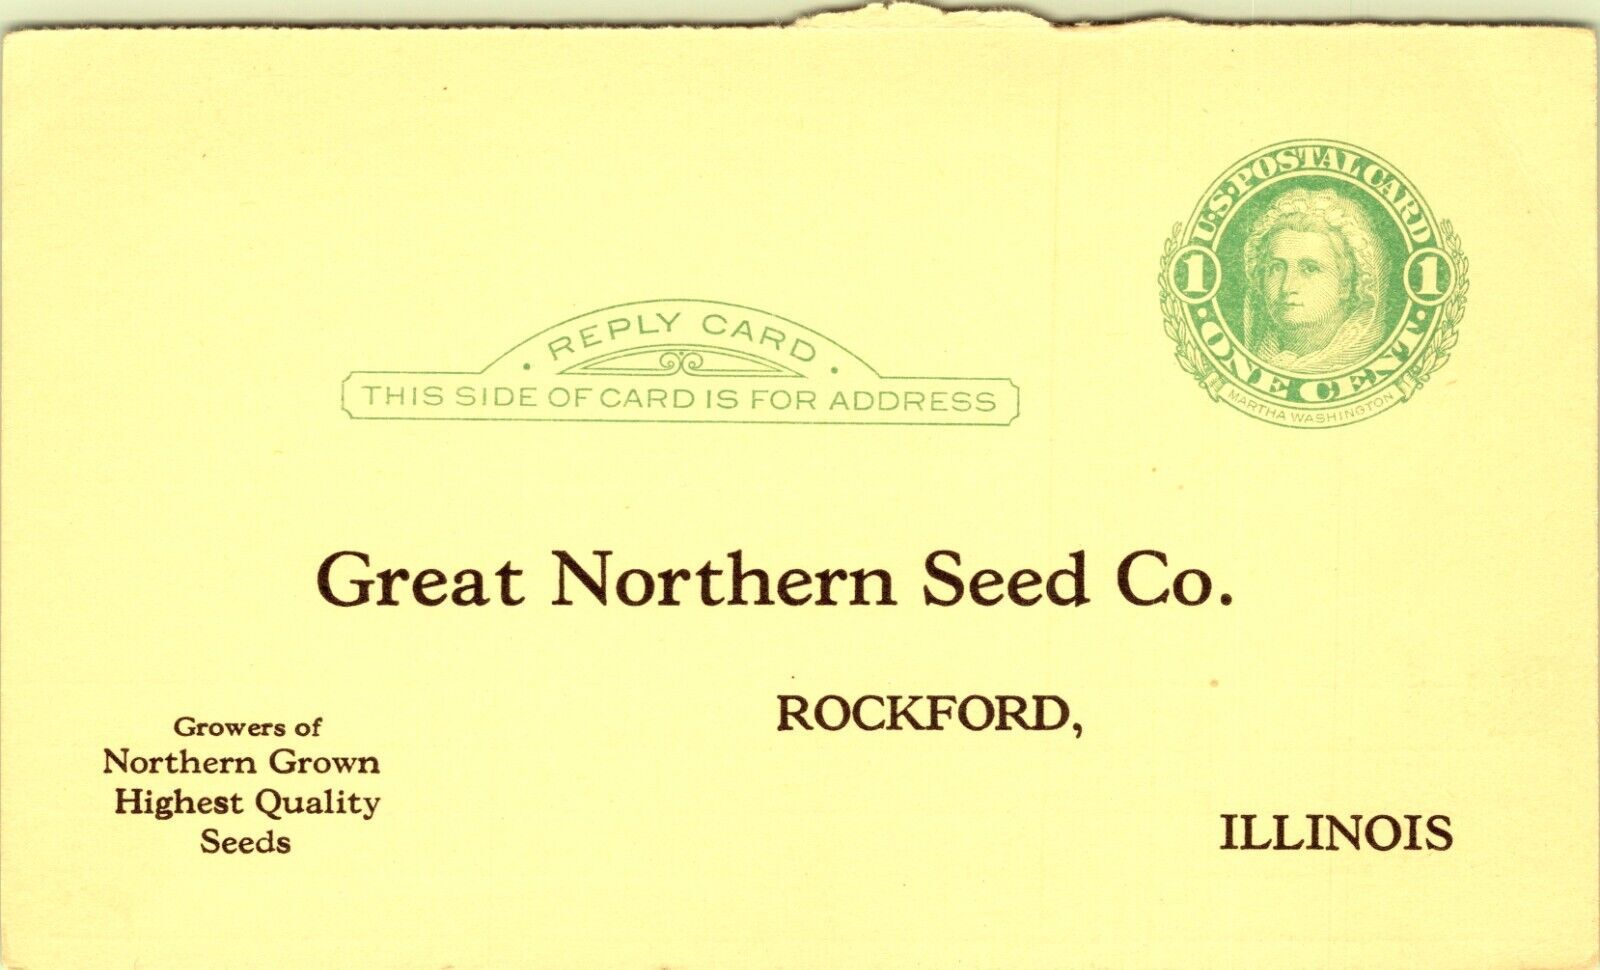 U.S. POSTAL CARD
1 1
ONE CENT
MARTHA WASHINGTON
· REPLY CARD ·
THIS SIDE OF CARD IS FOR ADDRESS
Great Northern Seed Co.
ROCKFORD,
ILLINOIS
Growers of
Northern Grown
Highest Quality
Seeds